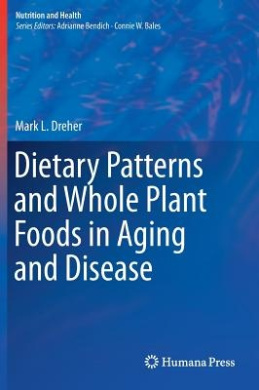 Nutrition and Health
Series Editors: Adrianne Bendich · Connie W. Bales
Mark L. Dreher
Dietary Patterns
and Whole Plant
Foods in Aging
and Disease
Humana Press